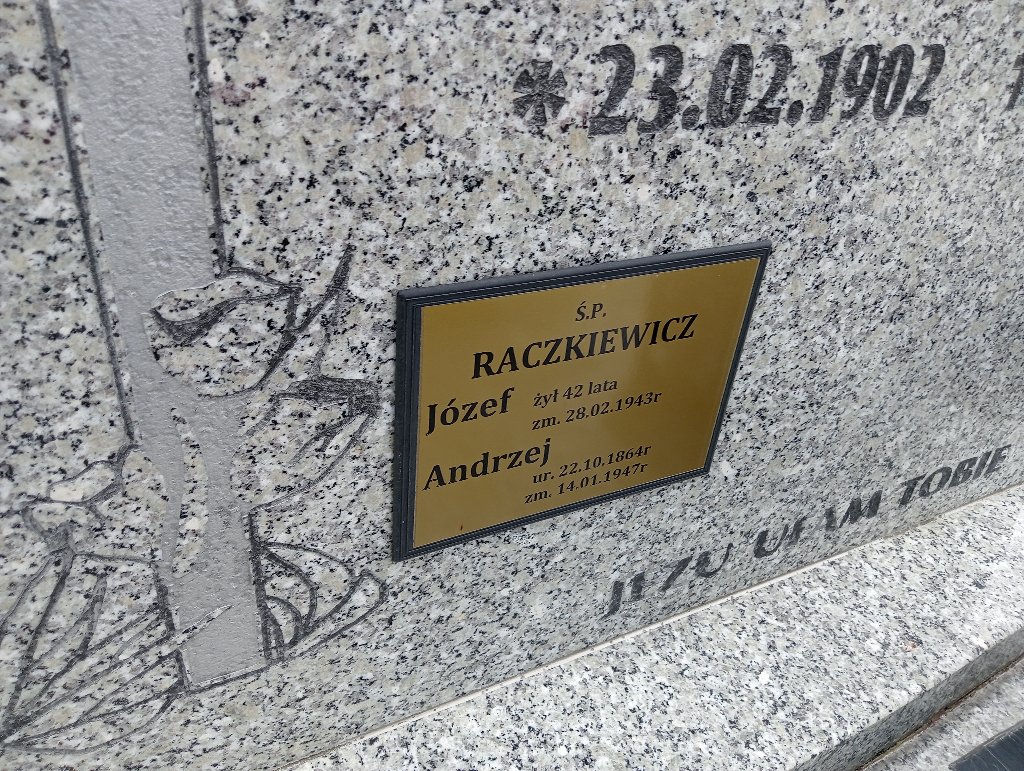 * 23.02.1902
Ś.P.
RACZKIEWICZ
Józef żył 42 lata
zm. 28.02.1943r
Andrzej
ur. 22.10.1864r
zm. 14.01.1947r
JEZU UFAM TOBIE